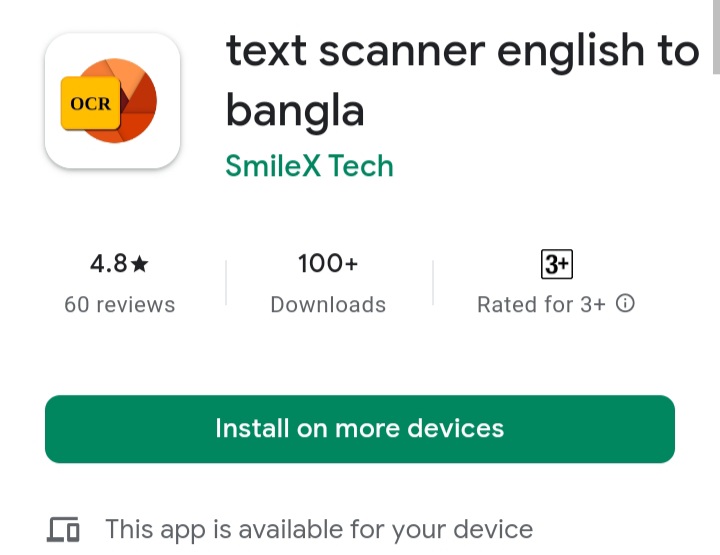 text scanner english to
bangla
OCR
SmileX Tech
4.8★
100+
3+
60 reviews
Downloads
Rated for 3+
Install on more devices
This app is available for your device